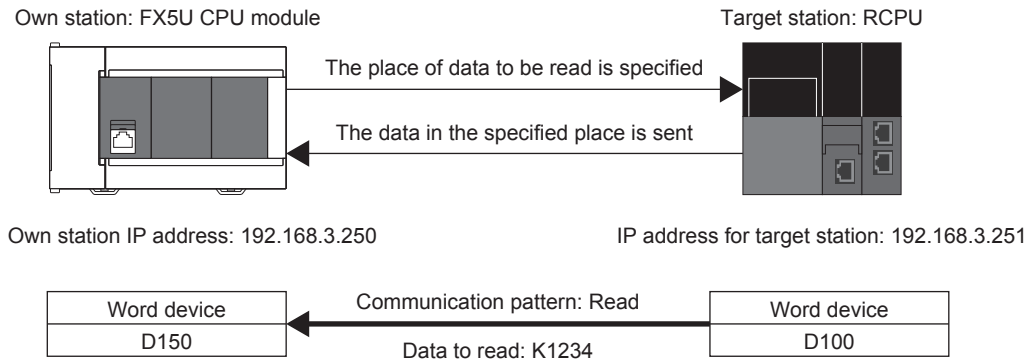 Own station: FX5U CPU module
Target station: RCPU
The place of data to be read is specified
The data in the specified place is sent
Own station IP address: 192.168.3.250
IP address for target station: 192.168.3.251
Word device
Communication pattern: Read
Word device
D150
D100
Data to read: K1234